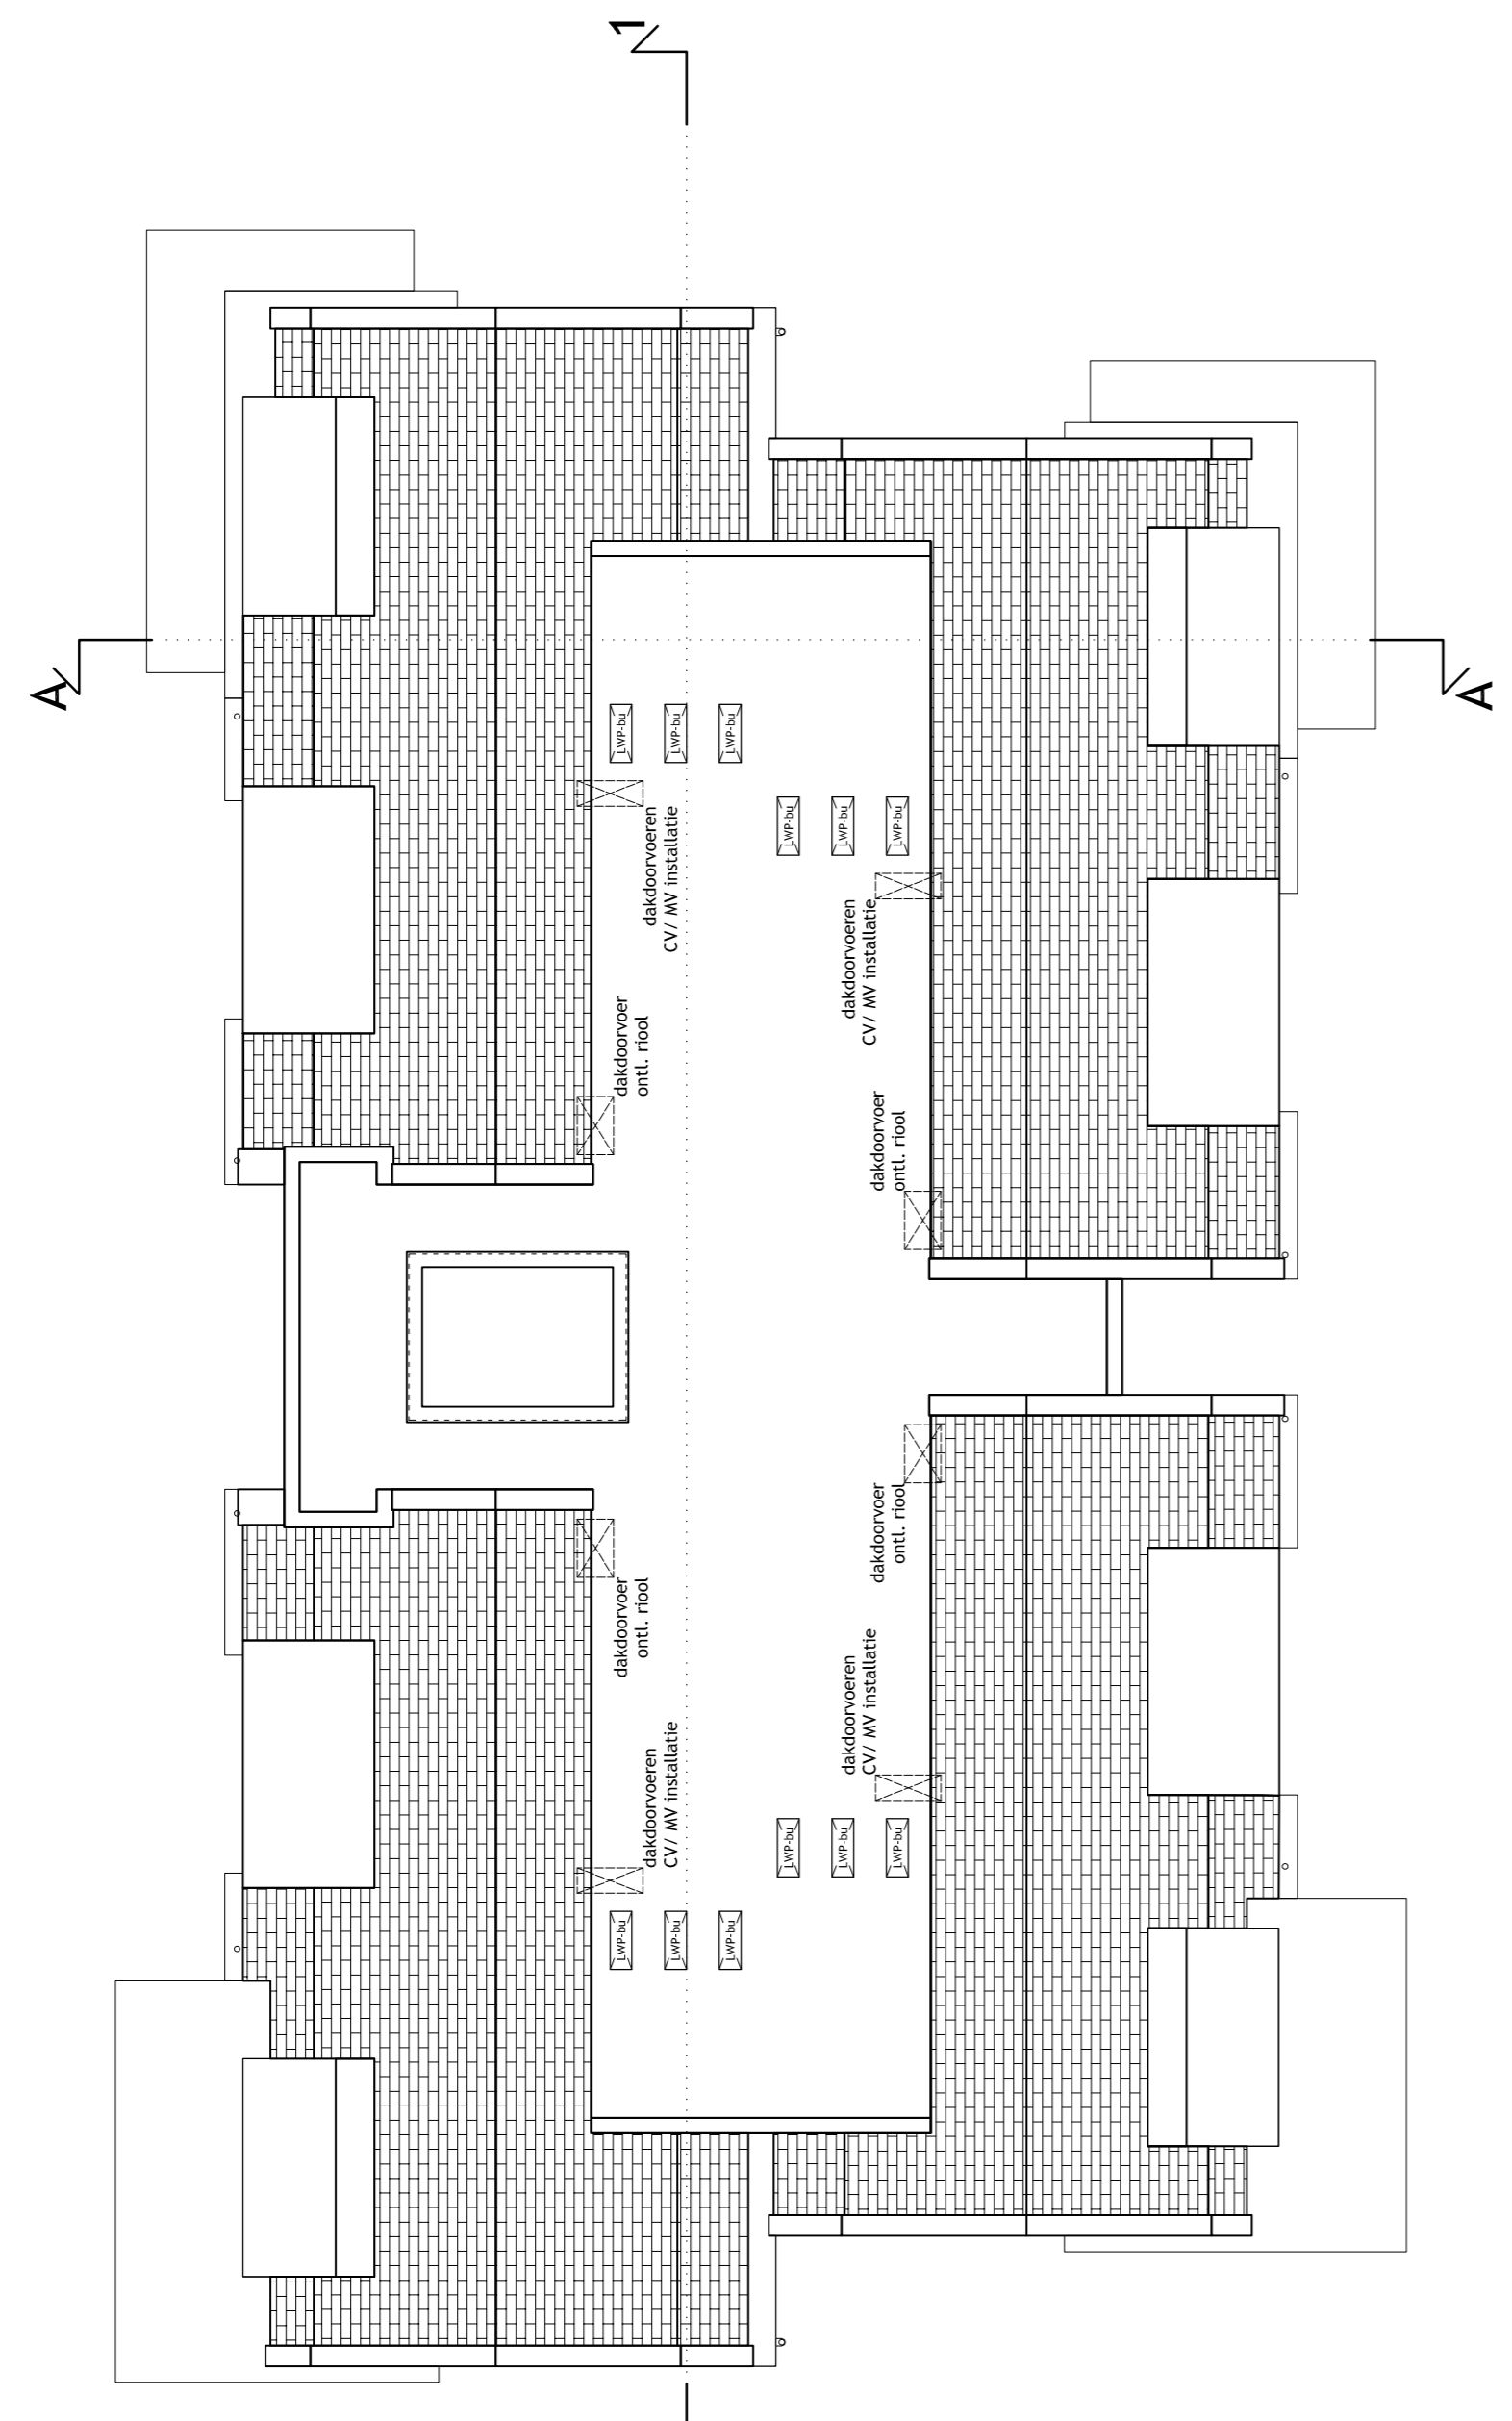 1
A
A
LWP-bu
LWP-bu
LWP-bu
LWP-bu
LWP-bu
LWP-bu
dakdoorvoeren
CV/ MV installatie
dakdoorvoeren
CV/ MV installatie
dakdoorvoer
ontl. riool
dakdoorvoer
ontl. riool
dakdoorvoer
ontl. riool
dakdoorvoer
ontl. riool
dakdoorvoeren
CV/ MV installatie
dakdoorvoeren
CV/ MV installatie
LWP-bu
LWP-bu
LWP-bu
LWP-bu
LWP-bu
LWP-bu